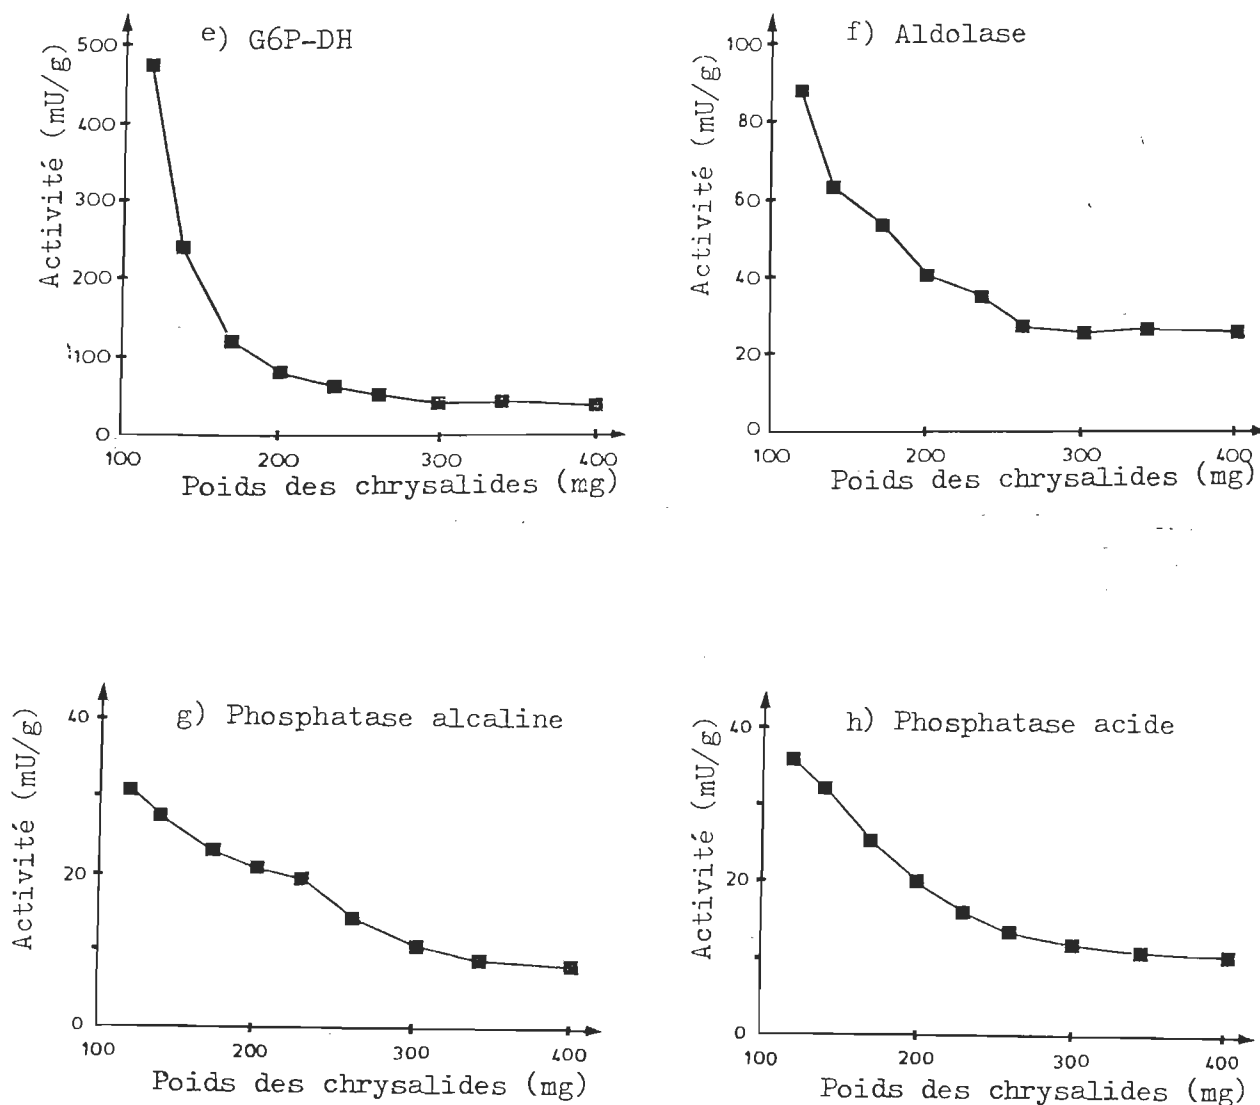 e) G6P-DH
Activité (mU/g)
500
400
300
200
100
0
100 200 300 400
Poids des chrysalides (mg)
f) Aldolase
Activité (mU/g)
100
80
60
40
20
0
100 200 300 400
Poids des chrysalides (mg)
g) Phosphatase alcaline
Activité (mU/g)
40
20
0
100 200 300 400
Poids des chrysalides (mg)
h) Phosphatase acide
Activité (mU/g)
40
20
0
100 200 300 400
Poids des chrysalides (mg)